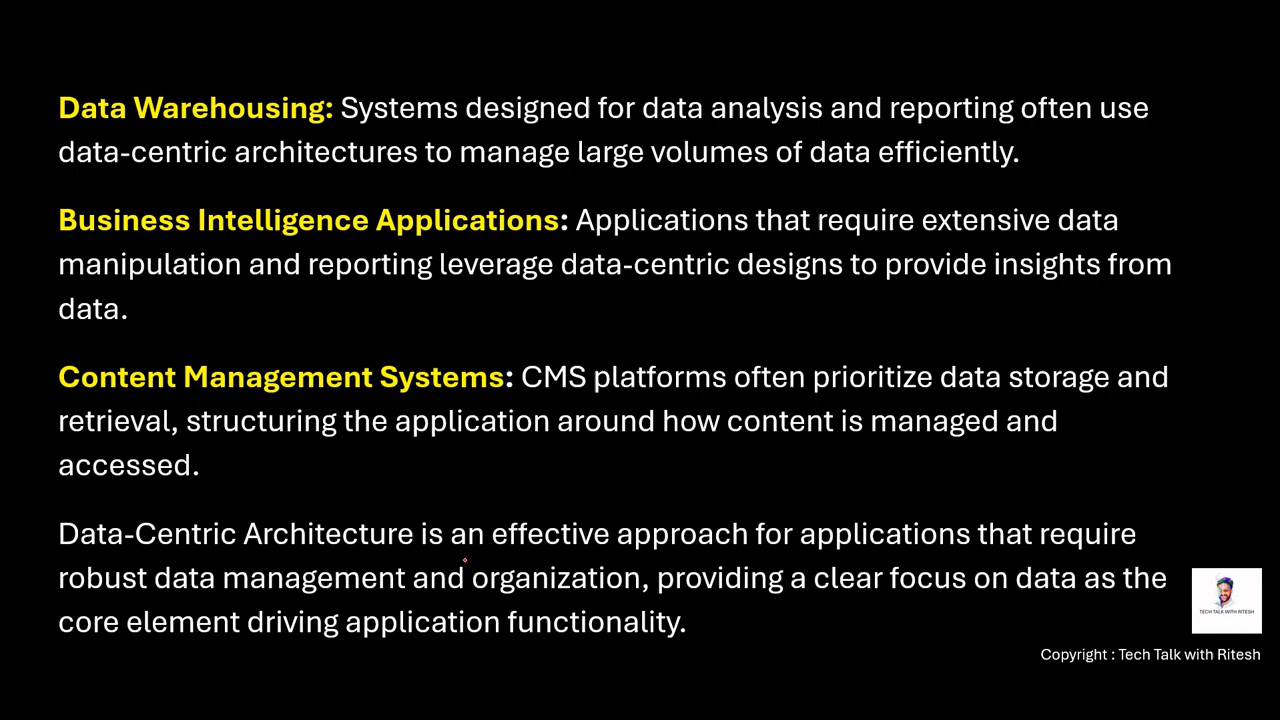 Data Warehousing: Systems designed for data analysis and reporting often use
data-centric architectures to manage large volumes of data efficiently.
Business Intelligence Applications: Applications that require extensive data
manipulation and reporting leverage data-centric designs to provide insights from
data.
Content Management Systems: CMS platforms often prioritize data storage and
retrieval, structuring the application around how content is managed and
accessed.
Data-Centric Architecture is an effective approach for applications that require
robust data management and organization, providing a clear focus on data as the
core element driving application functionality.
TECH TALK WITH RITESH
Copyright : Tech Talk with Ritesh